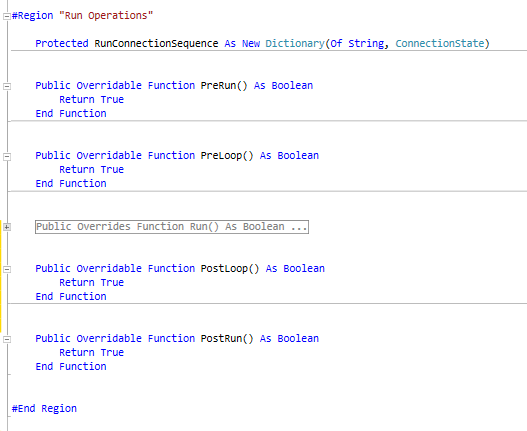 #Region "Run Operations"
Protected RunConnectionSequence As New Dictionary(Of String, ConnectionState)
Public Overridable Function PreRun() As Boolean
Return True
End Function
Public Overridable Function PreLoop() As Boolean
Return True
End Function
Public Overrides Function Run() As Boolean ...
Public Overridable Function PostLoop() As Boolean
Return True
End Function
Public Overridable Function PostRun() As Boolean
Return True
End Function
#End Region